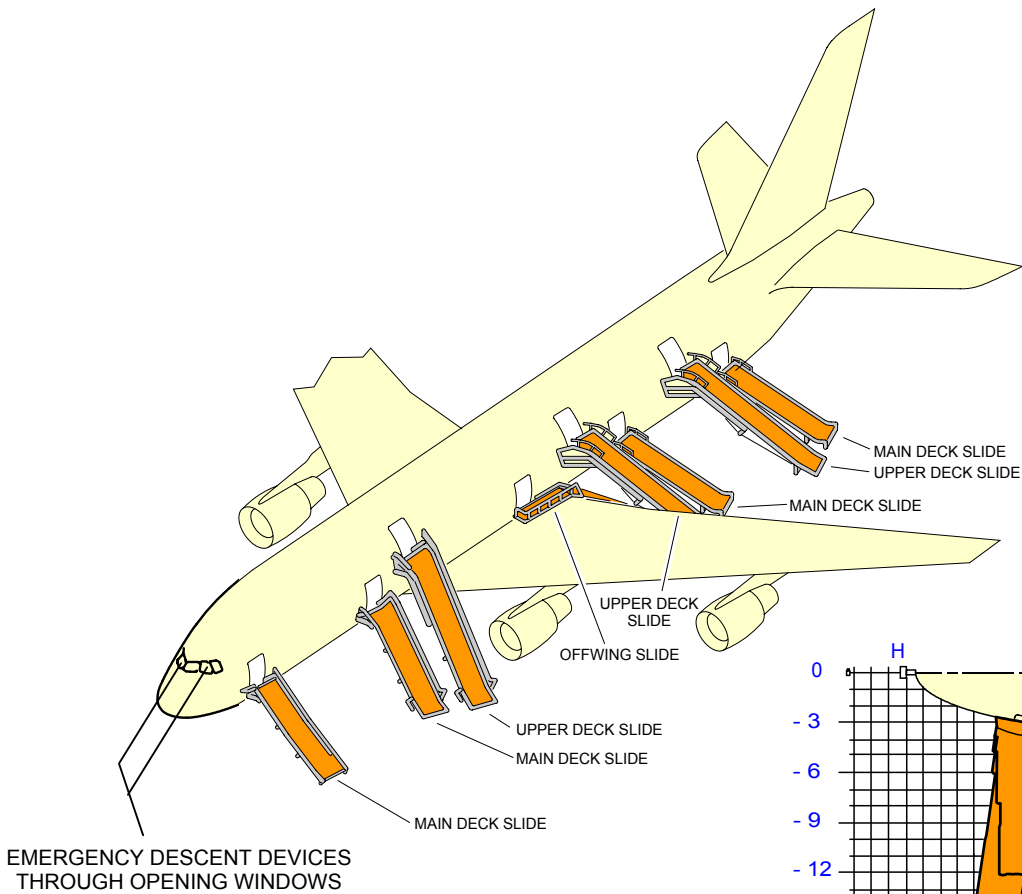 MAIN DECK SLIDE
UPPER DECK SLIDE
MAIN DECK SLIDE
UPPER DECK
SLIDE
OFFWING SLIDE
H
0
- 3
UPPER DECK SLIDE
MAIN DECK SLIDE
- 6
- 9
MAIN DECK SLIDE
EMERGENCY DESCENT DEVICES
THROUGH OPENING WINDOWS
- 12